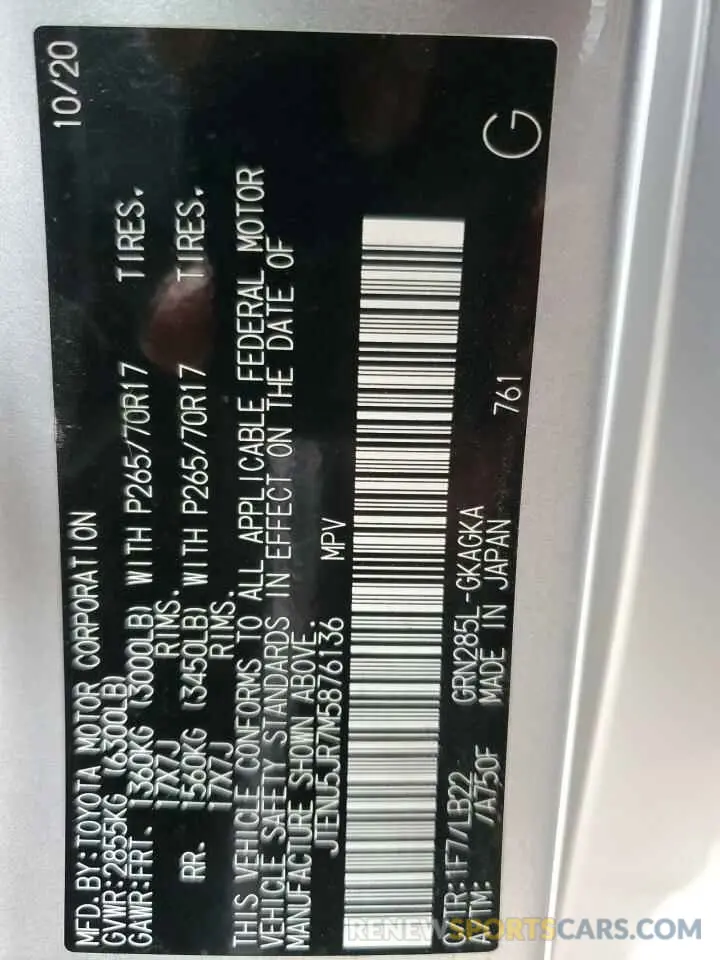 MFD. BY: TOYOTA MOTOR CORPORATION 10/20
GVWR: 2855KG (6300LB)
GAWR: FRT. 1360KG (3000LB) WITH P265/70R17 TIRES,
17X7J RIMS.
RR. 1560KG (3450LB) WITH P265/70R17 TIRES,
17X7J RIMS.
THIS VEHICLE CONFORMS TO ALL APPLICABLE FEDERAL MOTOR
VEHICLE SAFETY STANDARDS IN EFFECT ON THE DATE OF
MANUFACTURE SHOWN ABOVE.
JTENU5JR7M5876136 MPV
C/TR: 1F7/LB22 GRN285L-GKAGKA 761 G
A/TM: /A750F MADE IN JAPAN
RENEWSPORTSCARS.COM